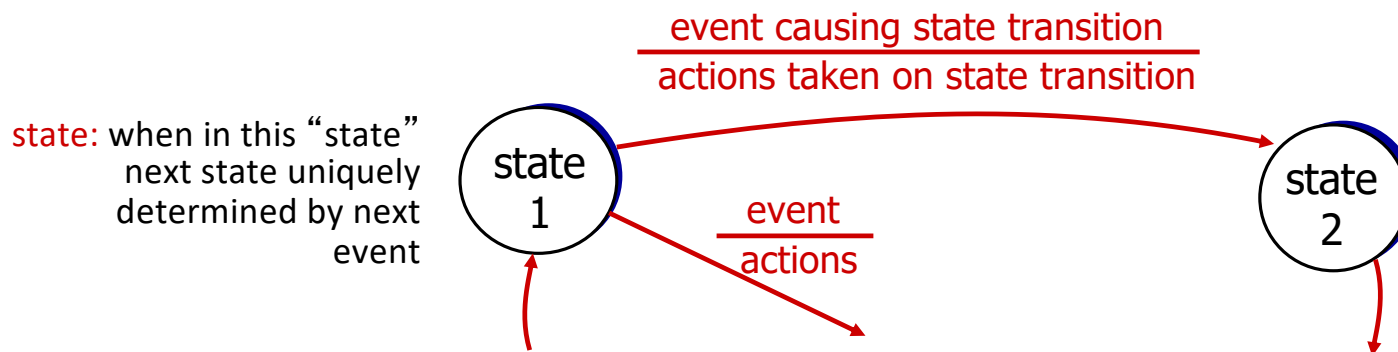 event causing state transition
actions taken on state transition
state: when in this “state”
next state uniquely
determined by next
event
state
1
event
actions
state
2